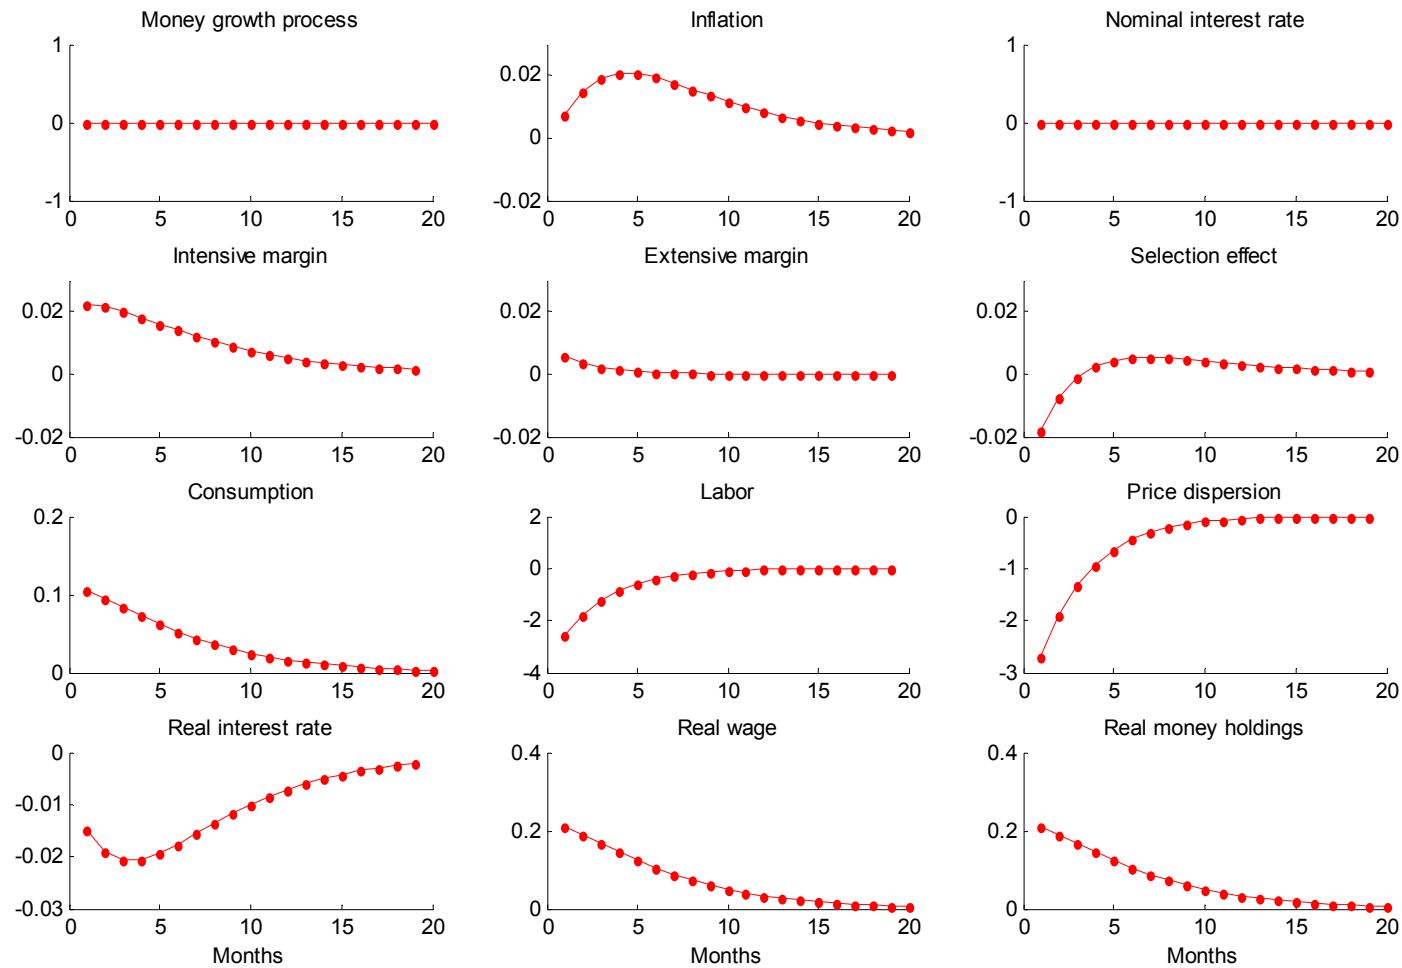 Money growth process
Inflation
Nominal interest rate
1
0
-1
0 5 10 15 20
0.02
0
-0.02
0 5 10 15 20
1
0
-1
0 5 10 15 20
Intensive margin
Extensive margin
Selection effect
0.02
0
-0.02
0 5 10 15 20
0.02
0
-0.02
0 5 10 15 20
0.02
0
-0.02
0 5 10 15 20
Consumption
Labor
Price dispersion
0.2
0.1
0
0 5 10 15 20
2
0
-2
-4
0 5 10 15 20
0
-1
-2
-3
0 5 10 15 20
Real interest rate
Real wage
Real money holdings
0
-0.01
-0.02
-0.03
0 5 10 15 20
0.4
0.2
0
0 5 10 15 20
0.4
0.2
0
0 5 10 15 20
Months
Months
Months